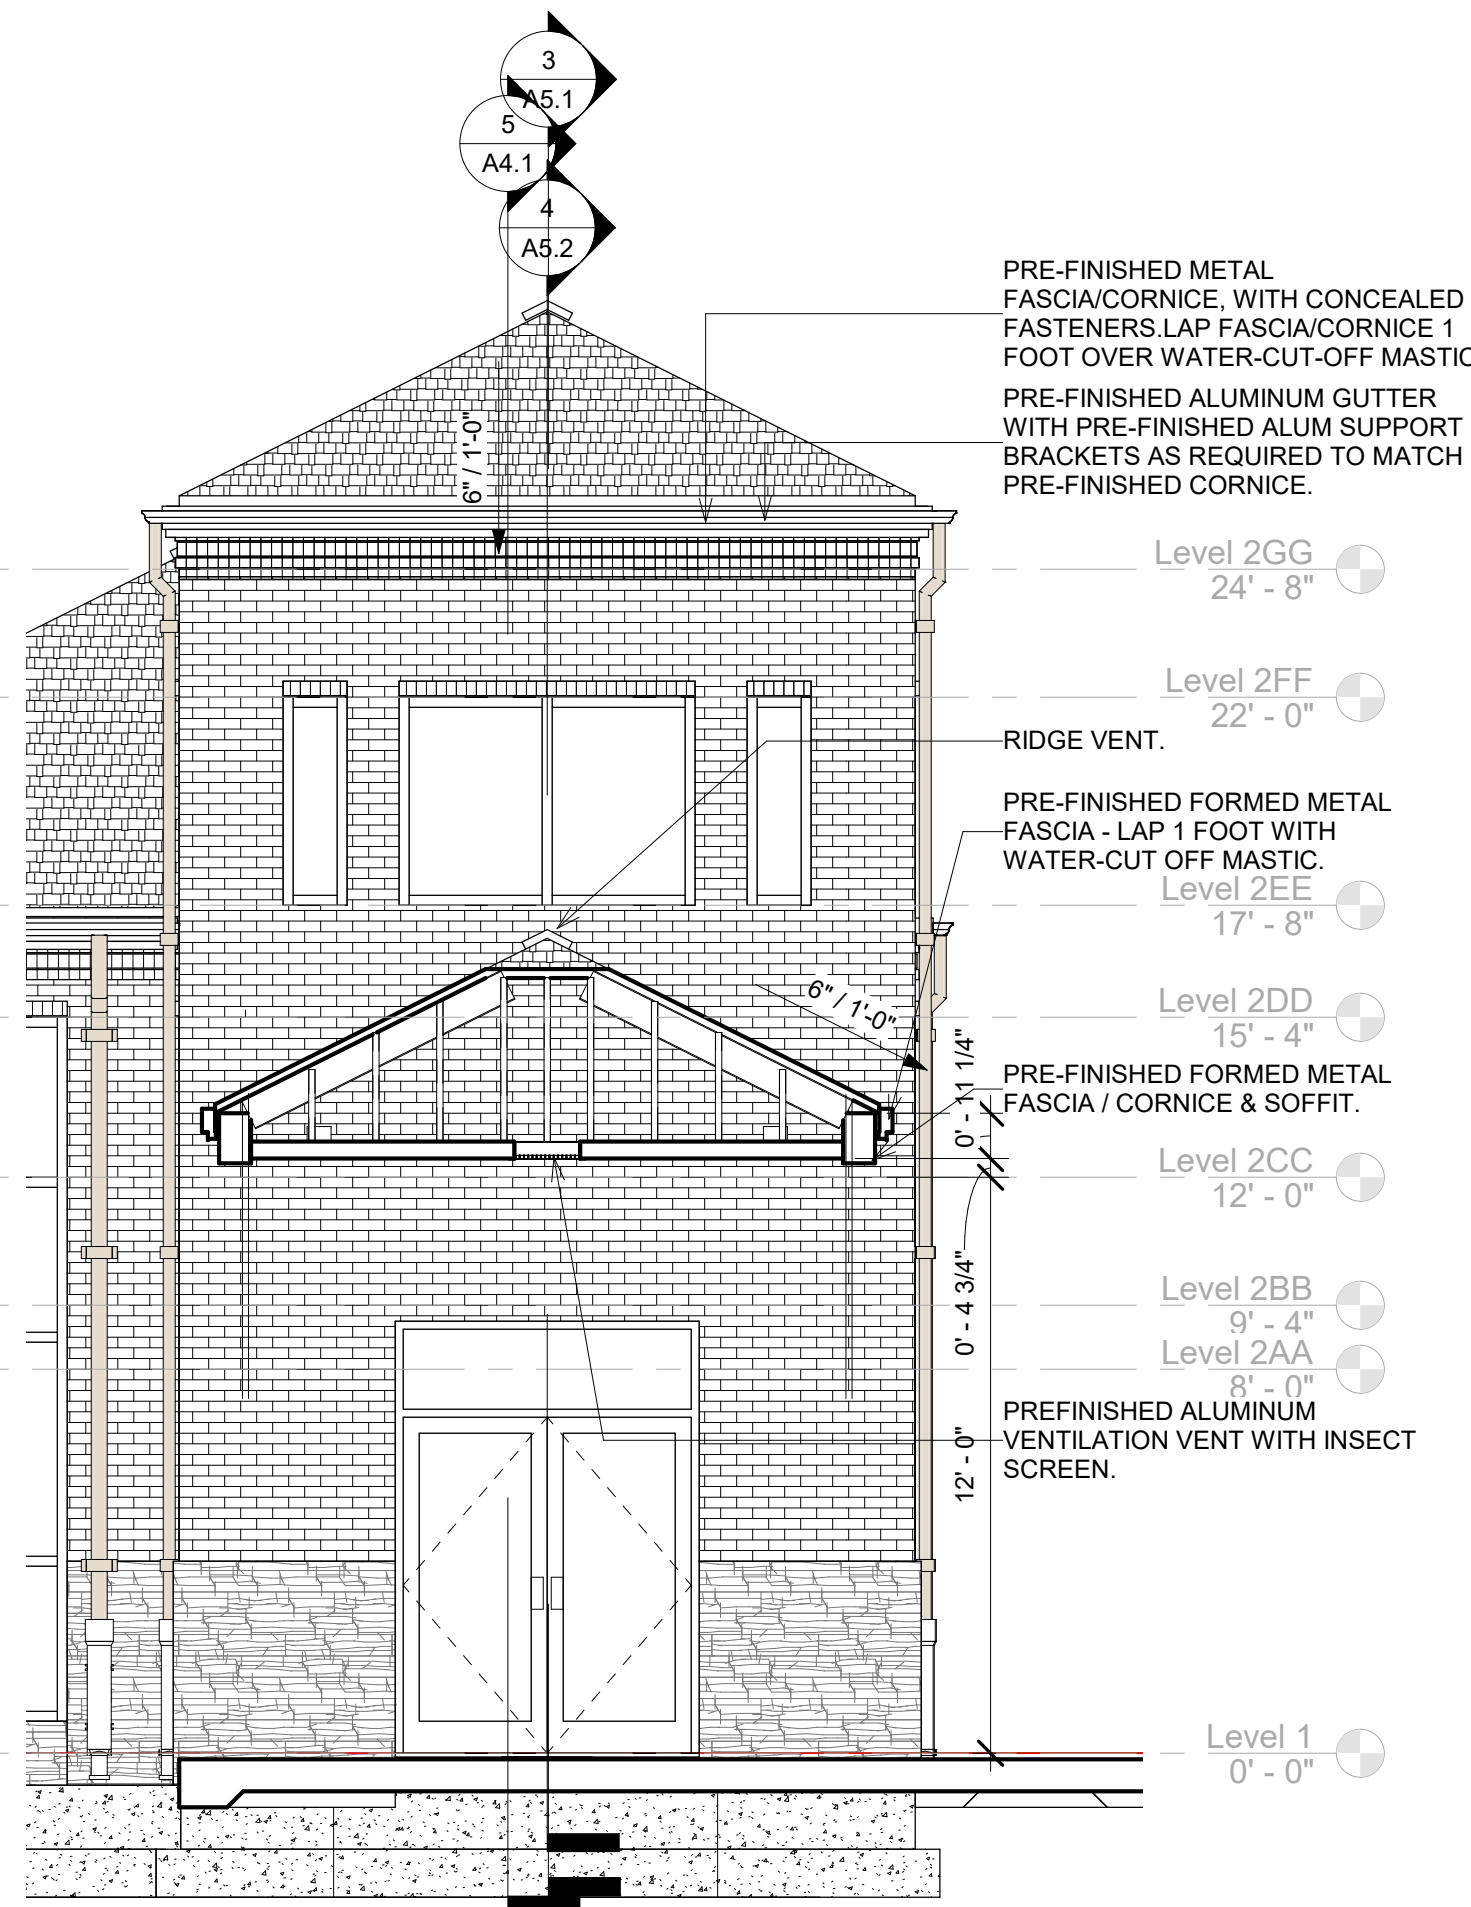 3
A5.1
5
A4.1
4
A5.2
PRE-FINISHED METAL
FASCIA/CORNICE, WITH CONCEALED
FASTENERS.LAP FASCIA/CORNICE 1
FOOT OVER WATER-CUT-OFF MASTIC
PRE-FINISHED ALUMINUM GUTTER
WITH PRE-FINISHED ALUM SUPPORT
BRACKETS AS REQUIRED TO MATCH
PRE-FINISHED CORNICE.
6" / 1'-0"
Level 2GG
24' - 8"
Level 2FF
22' - 0"
RIDGE VENT.
PRE-FINISHED FORMED METAL
FASCIA - LAP 1 FOOT WITH
WATER-CUT OFF MASTIC.
Level 2EE
17' - 8"
6" / 1'-0"
Level 2DD
15' - 4"
0' - 11 1/4"
PRE-FINISHED FORMED METAL
FASCIA / CORNICE & SOFFIT.
Level 2CC
12' - 0"
0' - 4 3/4"
Level 2BB
9' - 4"
Level 2AA
8' - 0"
12' - 0"
PREFINISHED ALUMINUM
VENTILATION VENT WITH INSECT
SCREEN.
Level 1
0' - 0"